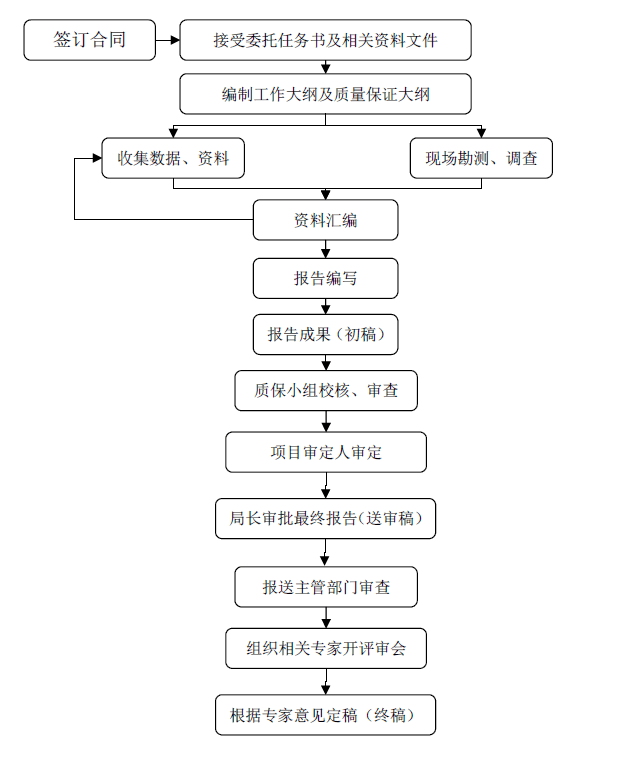 签订合同
接受委托任务书及相关资料文件
编制工作大纲及质量保证大纲
收集数据、资料
现场勘测、调查
资料汇编
报告编写
报告成果（初稿）
质保小组校核、审查
项目审定人审定
局长审批最终报告（送审稿）
报送主管部门审查
组织相关专家开评审会
根据专家意见定稿（终稿）